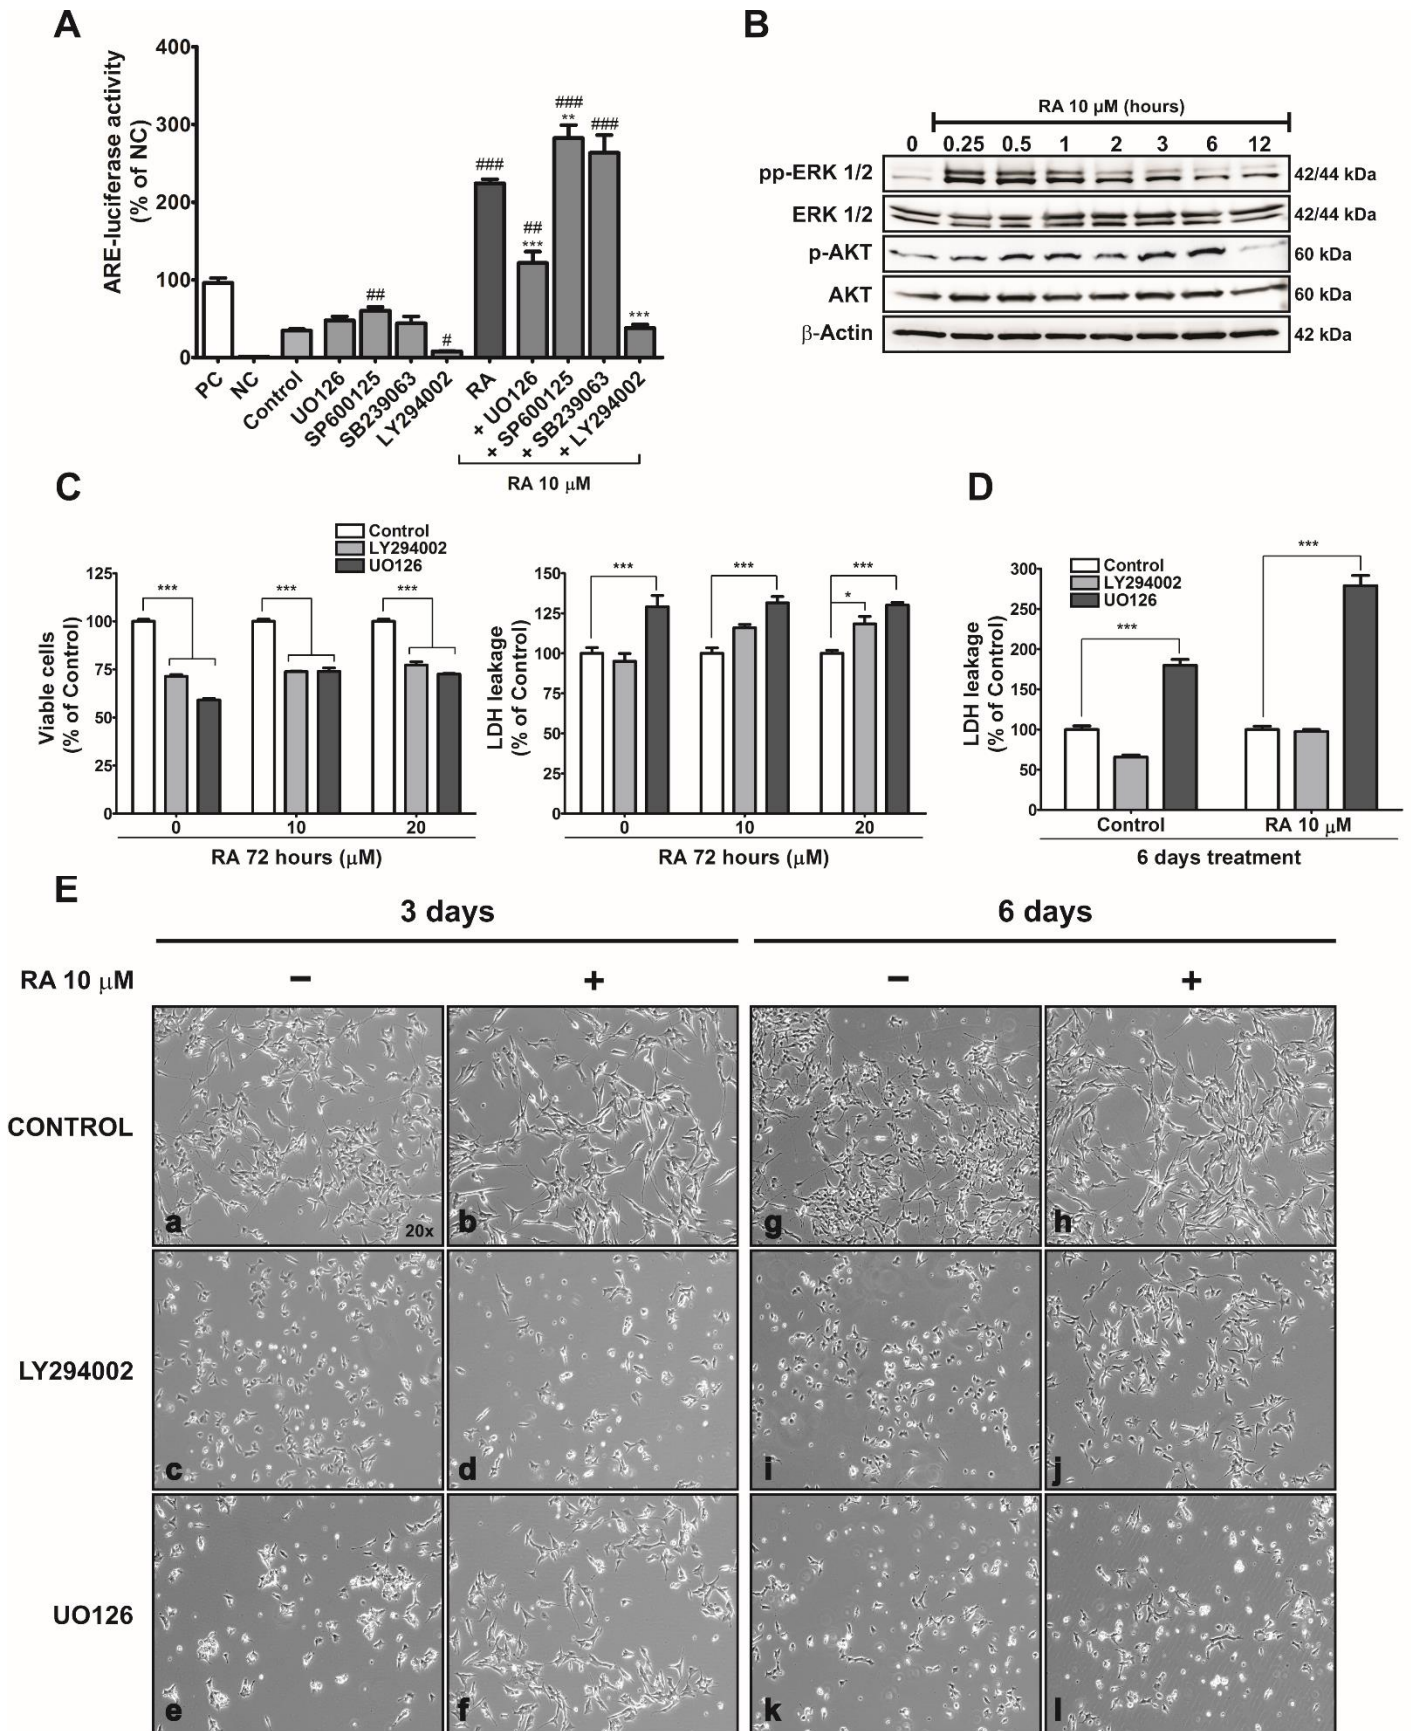 A
ARE-luciferase activity
(% of NC)
400
300
200
100
0
##
#
###
##
***
###
**
###
***
PC
NC
Control
UO126
SP600125
SB239063
LY294002
RA
+ UO126
+ SP600125
+ SB239063
+ LY294002
RA 10 μM
B
RA 10 μM (hours)
0 0.25 0.5 1 2 3 6 12
pp-ERK 1/2 42/44 kDa
ERK 1/2 42/44 kDa
p-AKT 60 kDa
AKT 60 kDa
β-Actin 42 kDa
C
Control
LY294002
UO126
Viable cells
(% of Control)
125
100
75
50
25
0
*** *** ***
0 10 20
RA 72 hours (μM)
LDH leakage
(% of Control)
150
125
100
75
50
25
0
*** *** ***
*
0 10 20
RA 72 hours (μM)
D
Control
LY294002
UO126
LDH leakage
(% of Control)
300
250
200
150
100
50
0
***
***
Control RA 10 μM
6 days treatment
E
3 days 6 days
RA 10 μM − + − +
CONTROL
a 20x b g h
LY294002
c d i j
UO126
e f k l